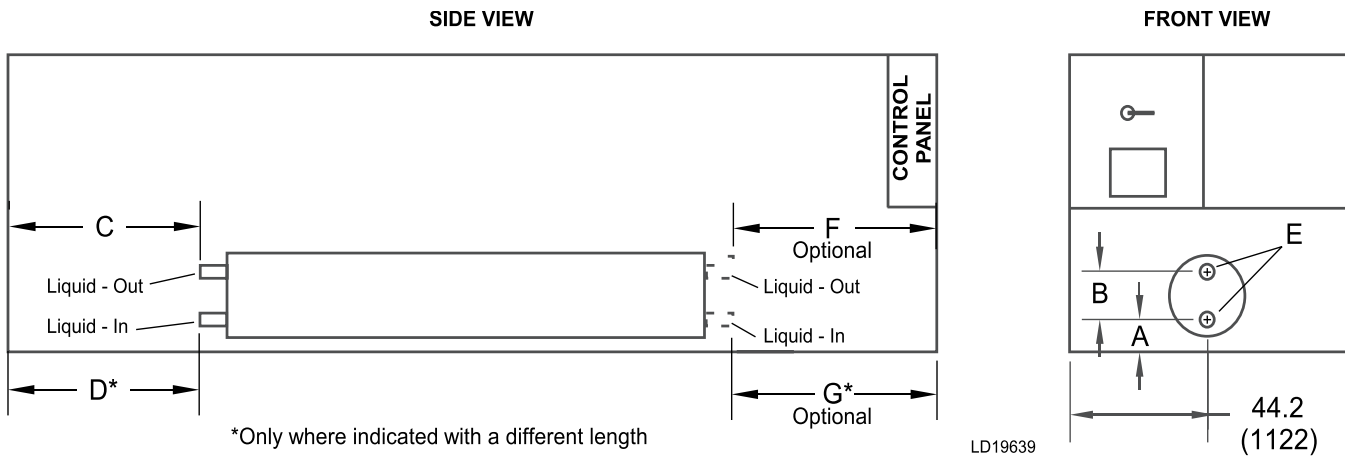 SIDE VIEW
FRONT VIEW
CONTROL
PANEL
C
F
Optional
Liquid - Out
Liquid - Out
Liquid - In
Liquid - In
E
B
A
D*
G*
Optional
44.2
(1122)
*Only where indicated with a different length
LD19639